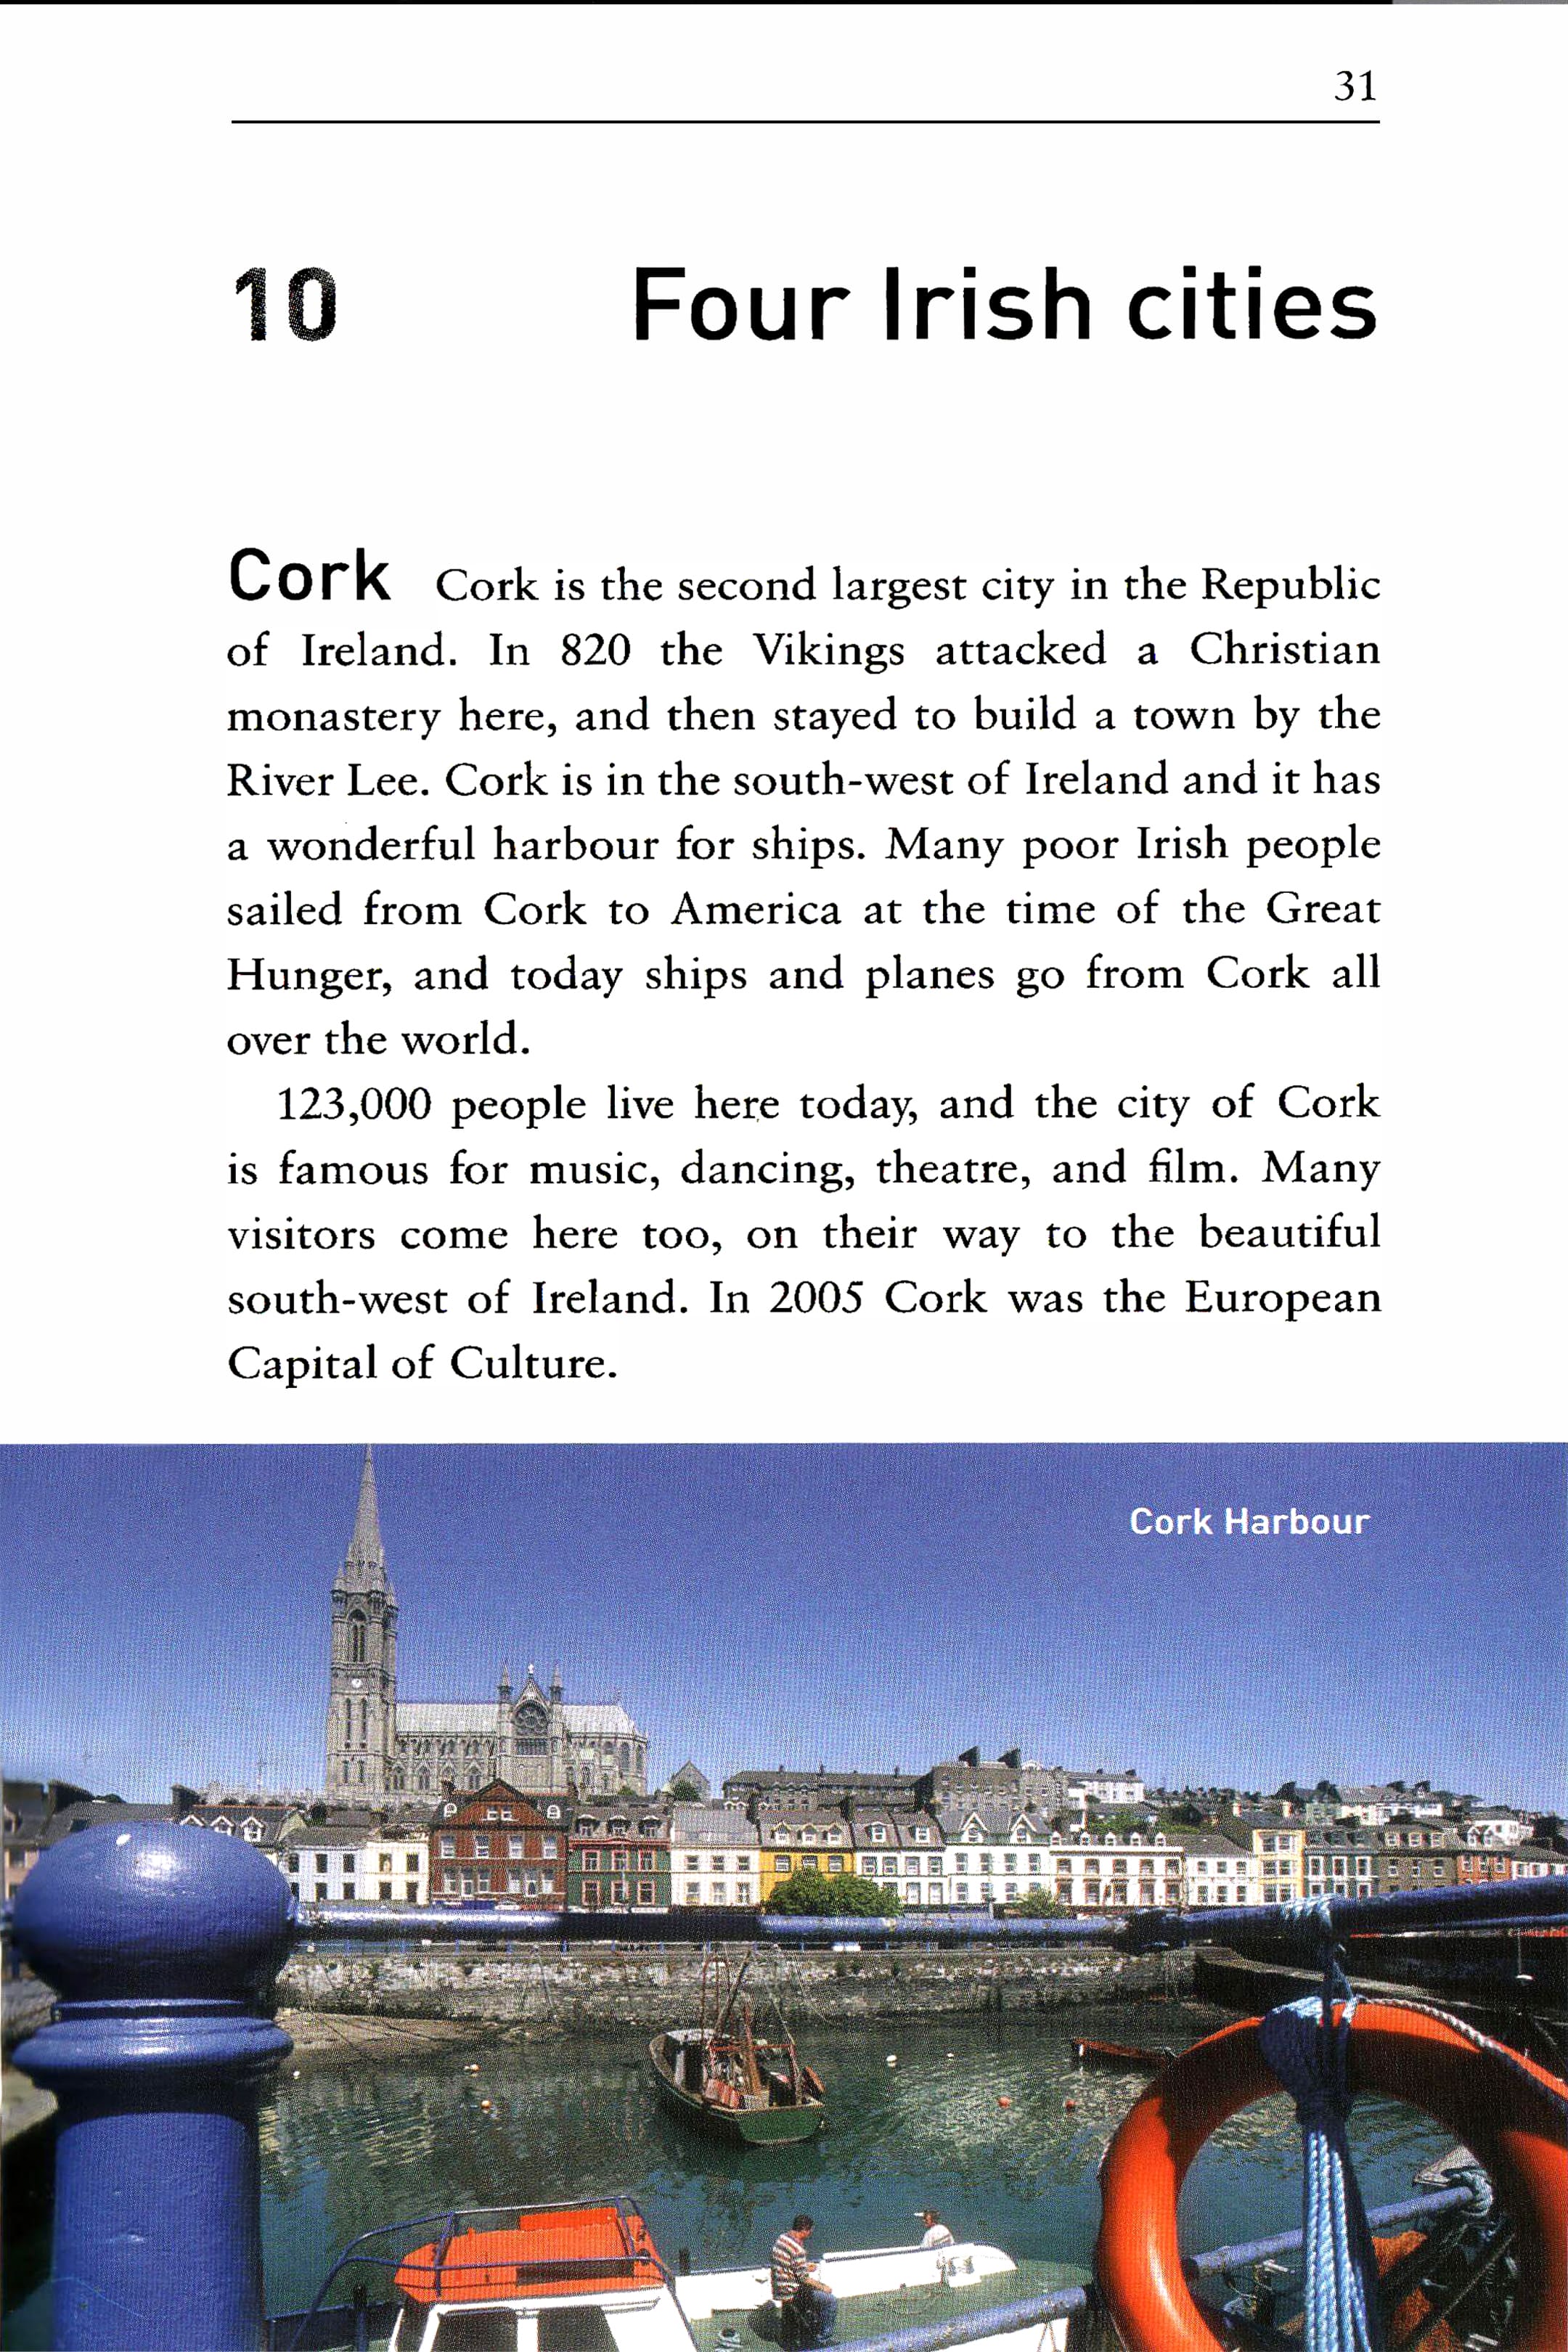 31
10 Four Irish cities
Cork Cork is the second largest city in the Republic
of Ireland. In 820 the Vikings attacked a Christian
monastery here, and then stayed to build a town by the
River Lee. Cork is in the south-west of Ireland and it has
a wonderful harbour for ships. Many poor Irish people
sailed from Cork to America at the time of the Great
Hunger, and today ships and planes go from Cork all
over the world.
123,000 people live here today, and the city of Cork
is famous for music, dancing, theatre, and film. Many
visitors come here too, on their way to the beautiful
south-west of Ireland. In 2005 Cork was the European
Capital of Culture.
Cork Harbour